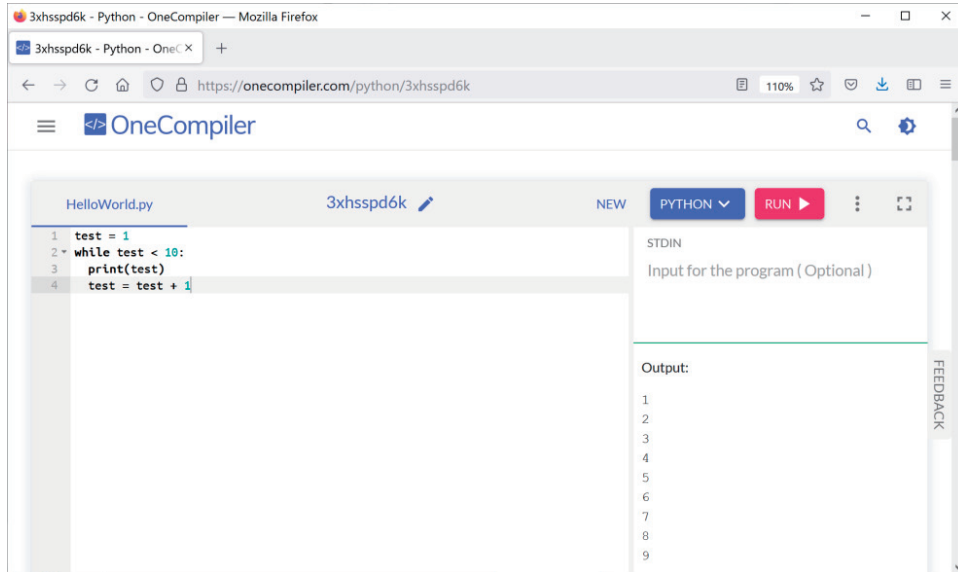 3xhsspd6k - Python - OneCompiler — Mozilla Firefox
3xhsspd6k - Python - OneC
https://onecompiler.com/python/3xhsspd6k
110%
OneCompiler
HelloWorld.py
3xhsspd6k
NEW
PYTHON
RUN
1 test = 1
2 while test < 10:
3 print(test)
4 test = test + 1
STDIN
Input for the program ( Optional )
Output:
1
2
3
4
5
6
7
8
9
FEEDBACK